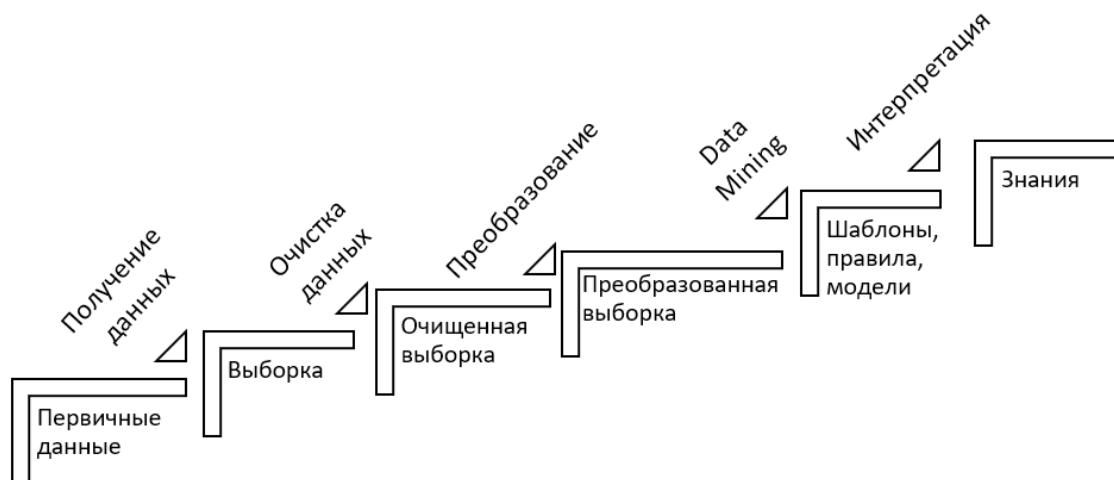 Получение
данных
Очистка
данных
Преобразование
Data
Mining
Интерпретация
Первичные
данные
Выборка
Очищенная
выборка
Преобразованная
выборка
Шаблоны,
правила,
модели
Знания